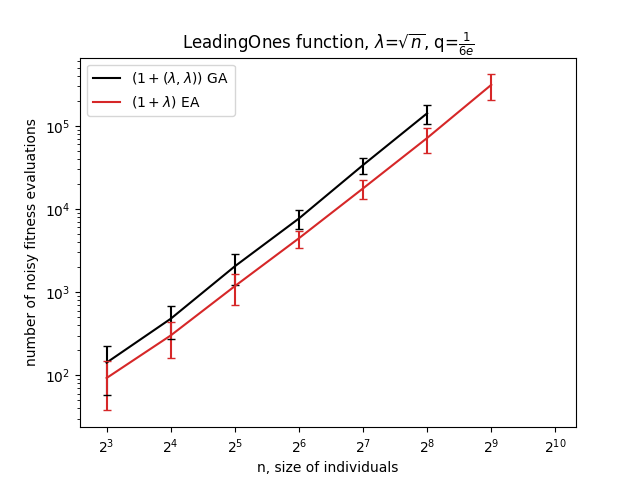 LeadingOnes function, λ=√n, q=1/6e
(1 + (λ, λ)) GA
(1 + λ) EA
number of noisy fitness evaluations
10^5
10^4
10^3
10^2
2^3 2^4 2^5 2^6 2^7 2^8 2^9 2^10
n, size of individuals